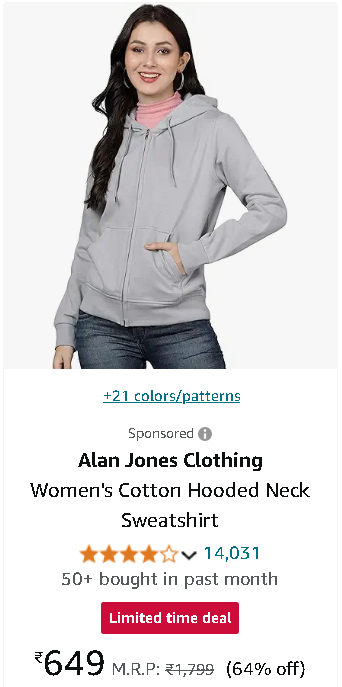 +21 colors/patterns
Sponsored
Alan Jones Clothing
Women's Cotton Hooded Neck
Sweatshirt
14,031
50+ bought in past month
Limited time deal
₹649 M.R.P: ₹1,799 (64% off)